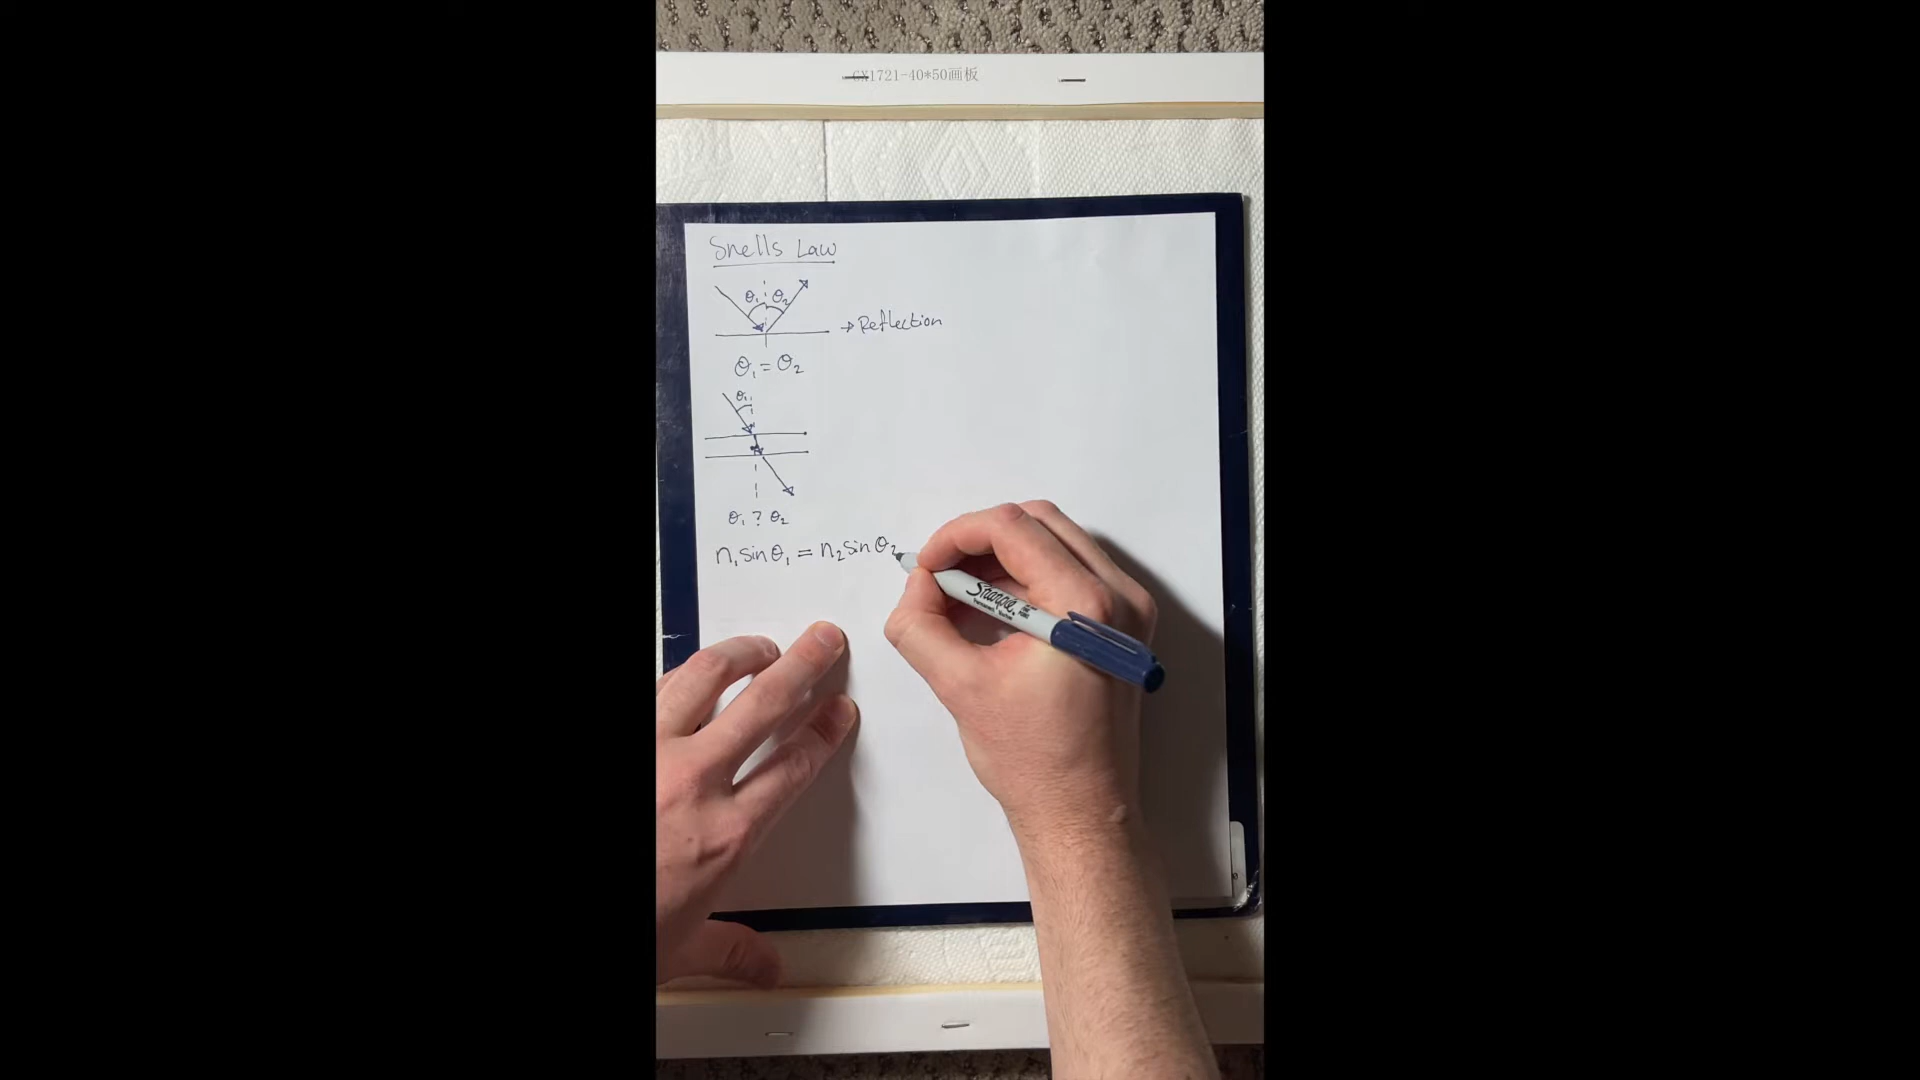 CX1721-40*50画板
Snells Law
θ₁ θ₂
→ Reflection
θ₁ = θ₂
θ₁
θ₁ ? θ₂
n₁ sin θ₁ = n₂ sin θ₂
Sharpie